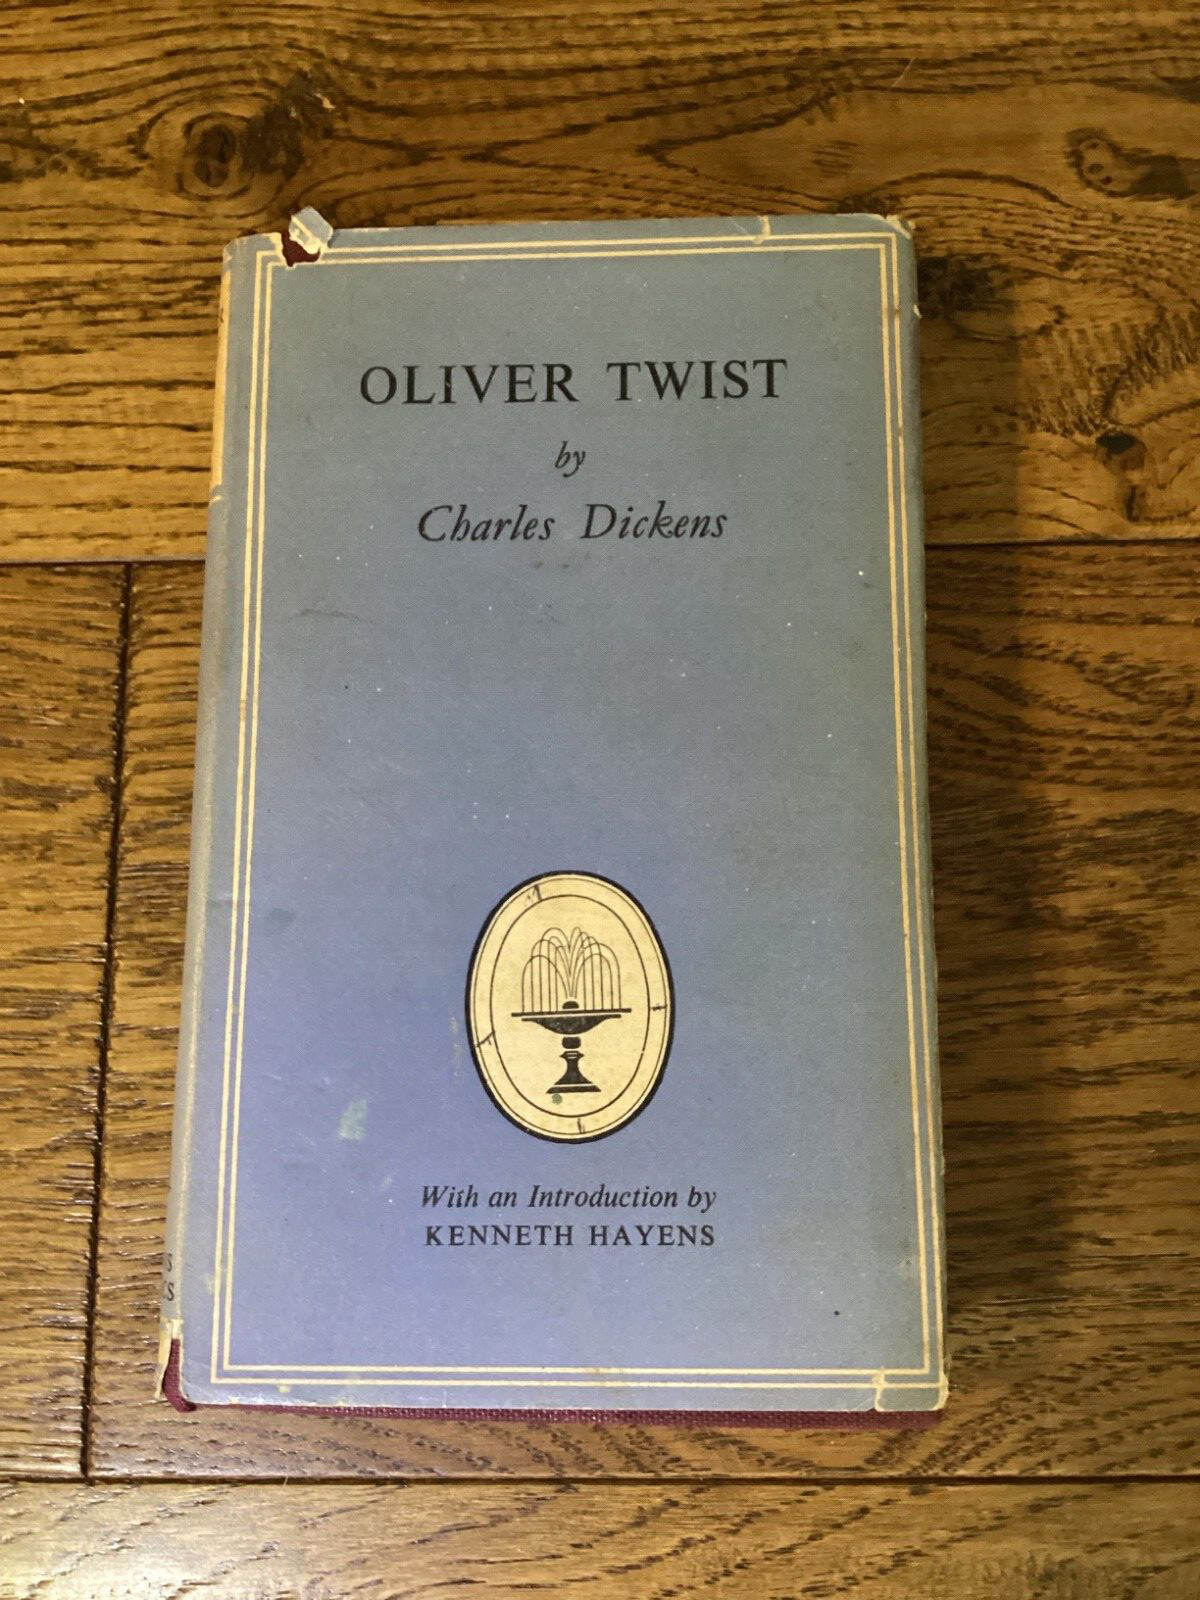 OLIVER TWIST
by
Charles Dickens
With an Introduction by
KENNETH HAYENS